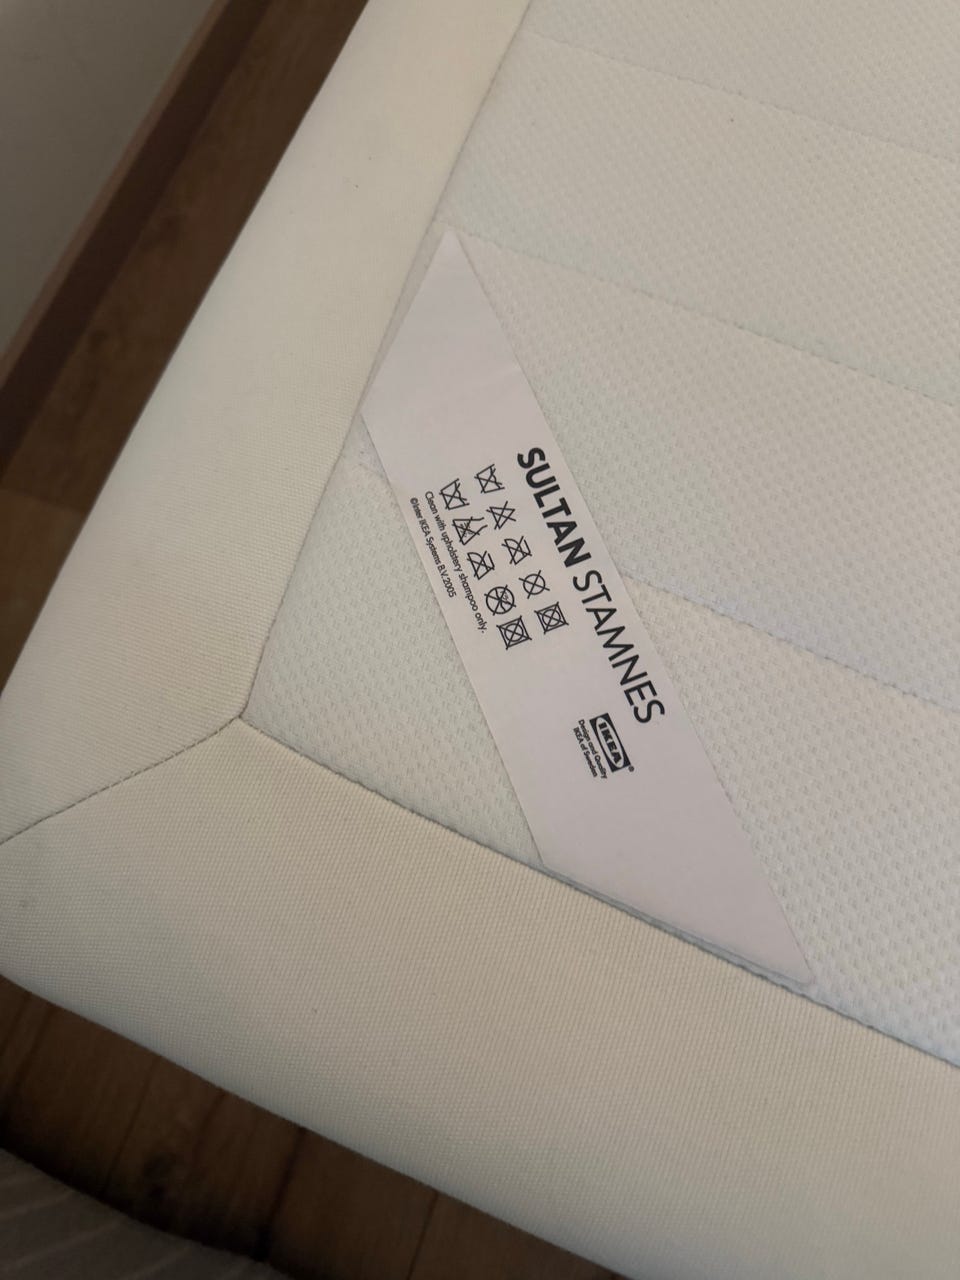 SULTAN STAMNES
Clean with upholstery shampoo only.
©Inter IKEA Systems B.V. 2005
IKEA®
Design and Quality
IKEA of Sweden